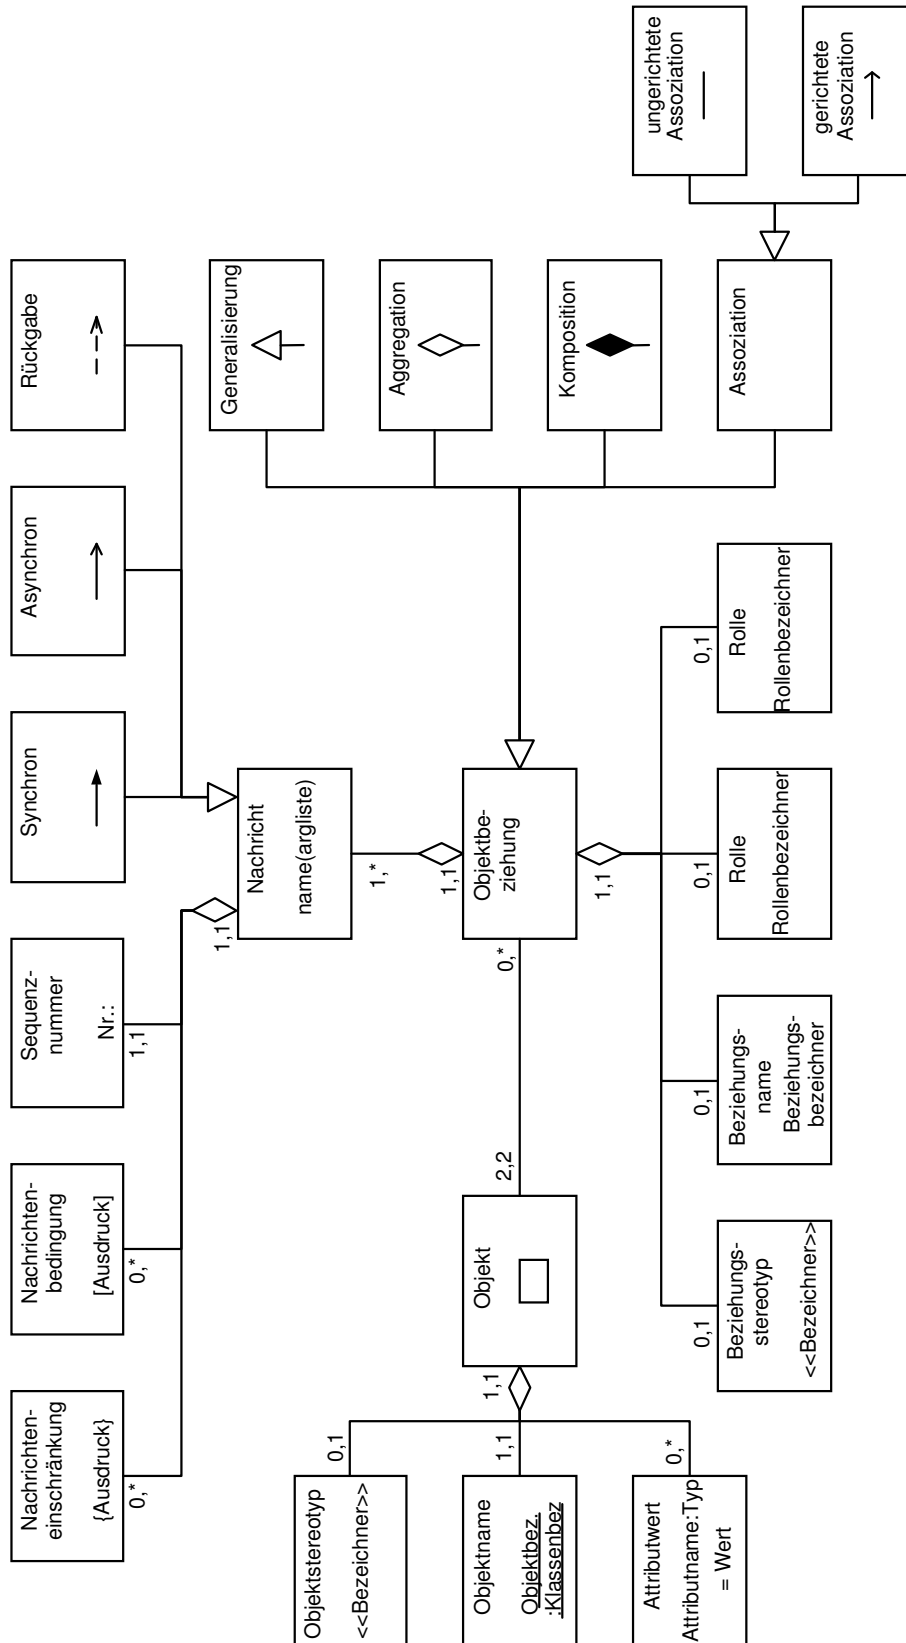 Nachrichten-
einschränkung
{Ausdruck}
0,*
Nachrichten-
bedingung
[Ausdruck]
0,*
Sequenz-
nummer
Nr.:
1,1
Synchron
Asynchron
Rückgabe
1,1
Nachricht
name(argliste)
1,*
Generalisierung
Aggregation
Komposition
Assoziation
ungerichtete
Assoziation
gerichtete
Assoziation
Objektstereotyp
<<Bezeichner>>
0,1
Objektname
Objektbez.
:Klassenbez
1,1
Attributwert
Attributname:Typ
= Wert
0,*
1,1
Objekt
2,2
0,*
1,1
Objektbe-
ziehung
1,1
0,1
Beziehungs-
stereotyp
<<Bezeichner>>
0,1
Beziehungs-
name
Beziehungs-
bezeichner
0,1
Rolle
Rollenbezeichner
0,1
Rolle
Rollenbezeichner